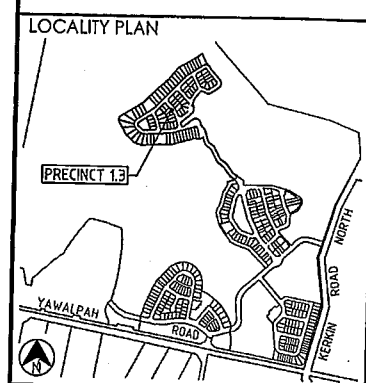 LOCALITY PLAN
PRECINCT 1.3
YAWALPAH
ROAD
KERKIN
ROAD
NORTH
N